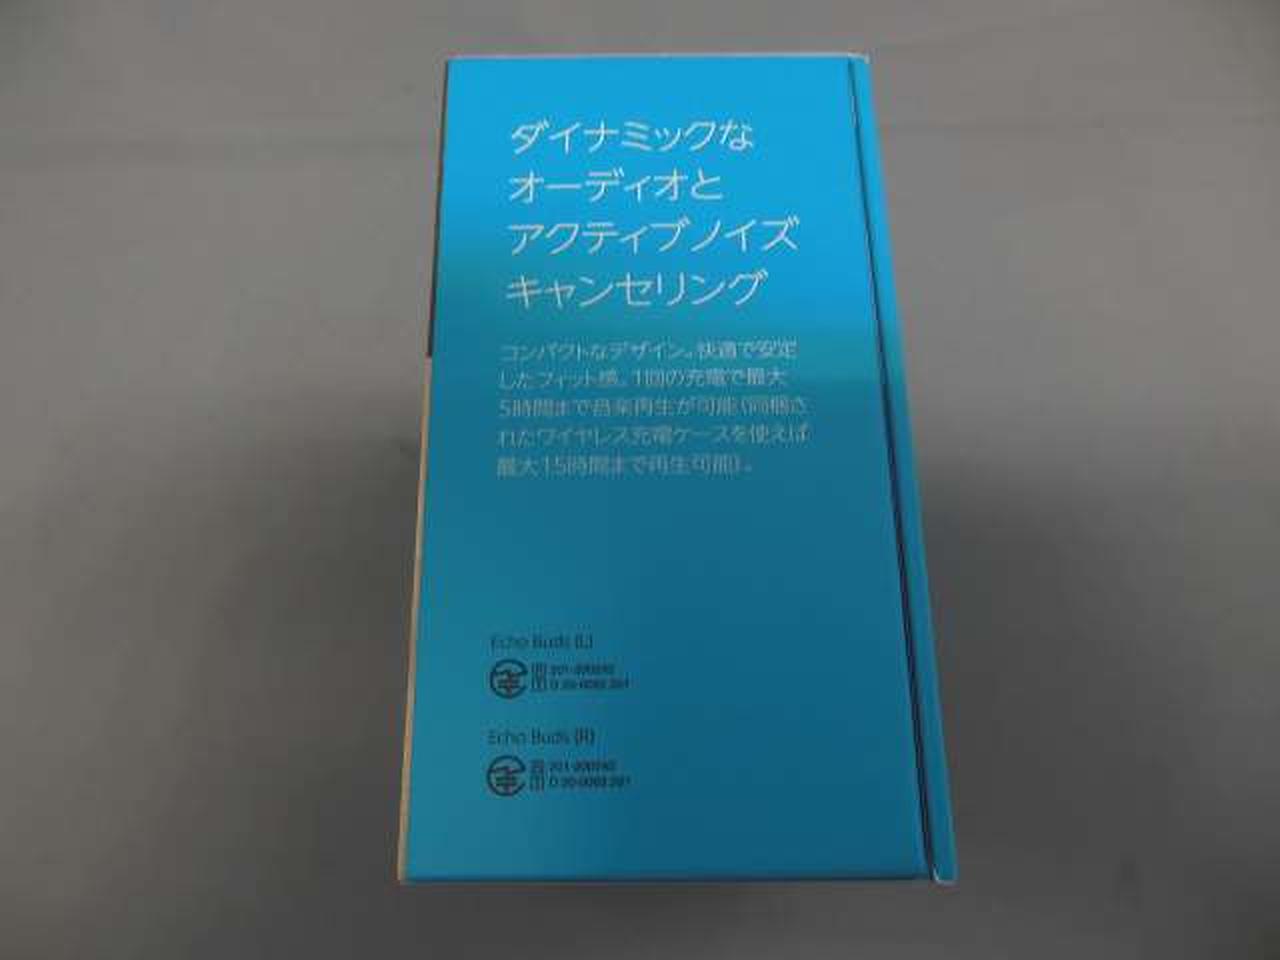 ダイナミックな
オーディオと
アクティブノイズ
キャンセリング
コンパクトなデザイン。快適で安定
したフィット感。1回の充電で最大
5時間まで音楽再生が可能（同梱さ
れたワイヤレス充電ケースを使えば
最大15時間まで再生可能）。
Echo Buds (L)
Echo Buds (R)